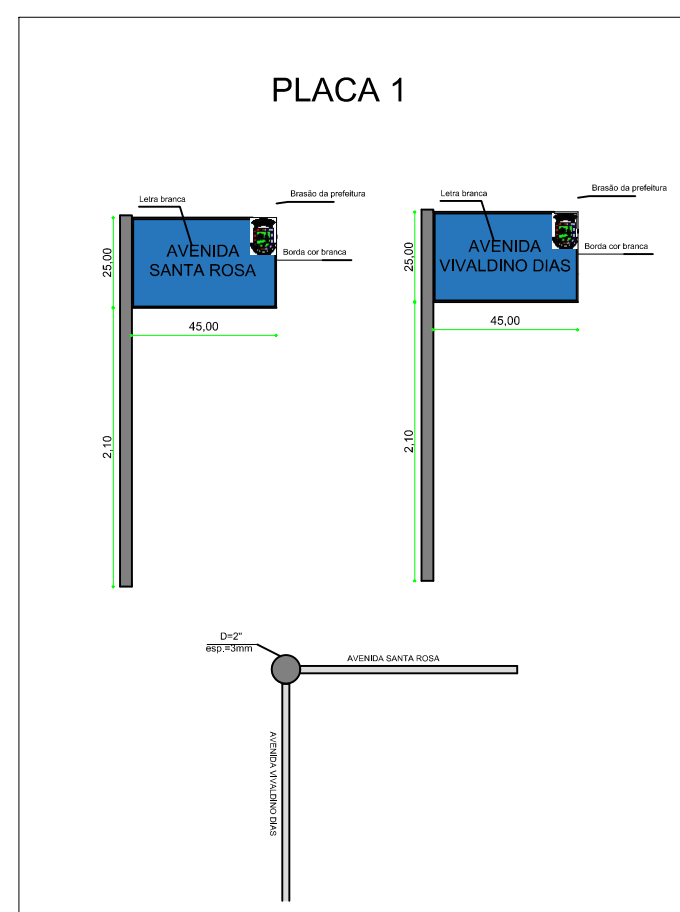 PLACA 1
Letra branca
Brasão da prefeitura
AVENIDA
SANTA ROSA
Borda cor branca
25,00
45,00
2,10
Letra branca
Brasão da prefeitura
AVENIDA
VIVALDINO DIAS
Borda cor branca
25,00
45,00
2,10
D=2"
esp.=3mm
AVENIDA SANTA ROSA
AVENIDA VIVALDINO DIAS